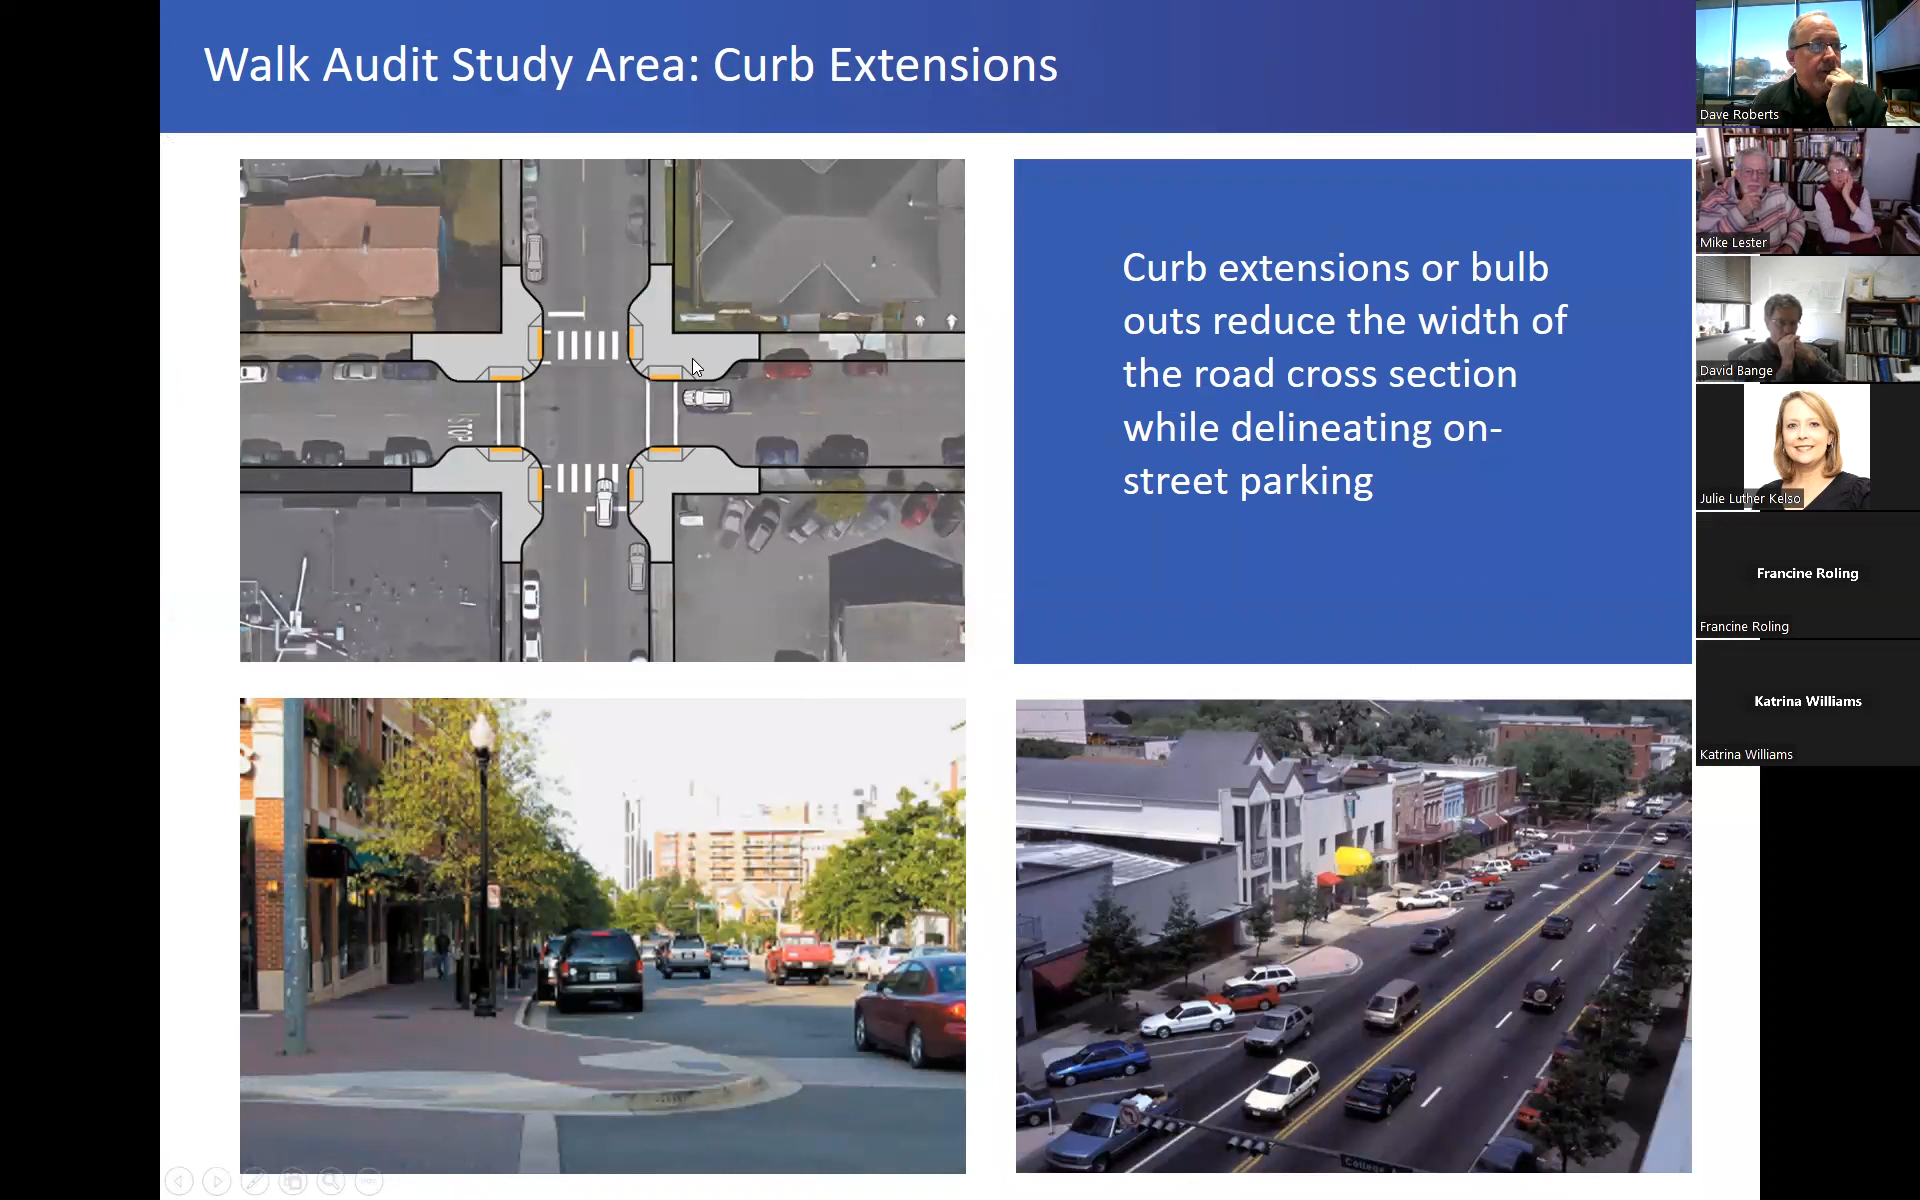 Walk Audit Study Area: Curb Extensions
Curb extensions or bulb
outs reduce the width of
the road cross section
while delineating on-
street parking
STOP
Dave Roberts
Mike Lester
David Bange
Julie Luther Kelso
Francine Roling
Francine Roling
Katrina Williams
Katrina Williams